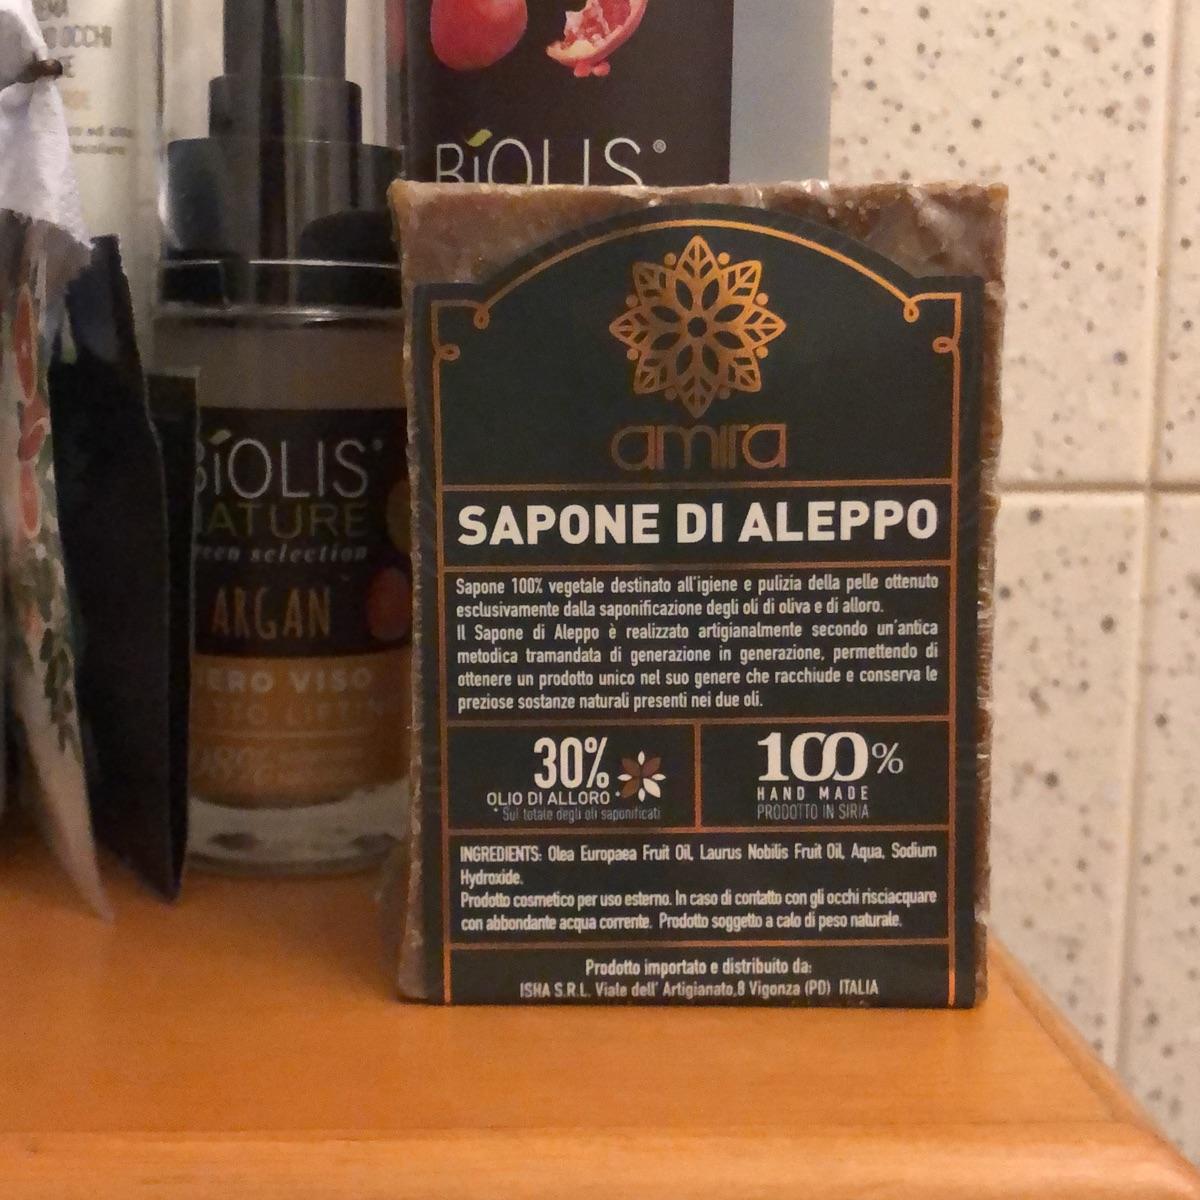 OCCHI
BiOLIS®
BiOLIS
NATURE
selection
ARGAN
VISO
amira
SAPONE DI ALEPPO
Sapone 100% vegetale destinato all'igiene e pulizia della pelle ottenuto
esclusivamente dalla saponificazione degli oli di oliva e di alloro.
Il Sapone di Aleppo è realizzato artigianalmente secondo un'antica
metodica tramandata di generazione in generazione, permettendo di
ottenere un prodotto unico nel suo genere che racchiude e conserva le
preziose sostanze naturali presenti nei due oli.
30%
OLIO DI ALLORO *
* Sul totale degli oli saponificati
100%
HAND MADE
PRODOTTO IN SIRIA
INGREDIENTS: Olea Europaea Fruit Oil, Laurus Nobilis Fruit Oil, Aqua, Sodium
Hydroxide.
Prodotto cosmetico per uso esterno. In caso di contatto con gli occhi risciacquare
con abbondante acqua corrente. Prodotto soggetto a calo di peso naturale.
Prodotto importato e distribuito da:
ISHA S.R.L. Viale dell' Artigianato,8 Vigonza (PD) ITALIA